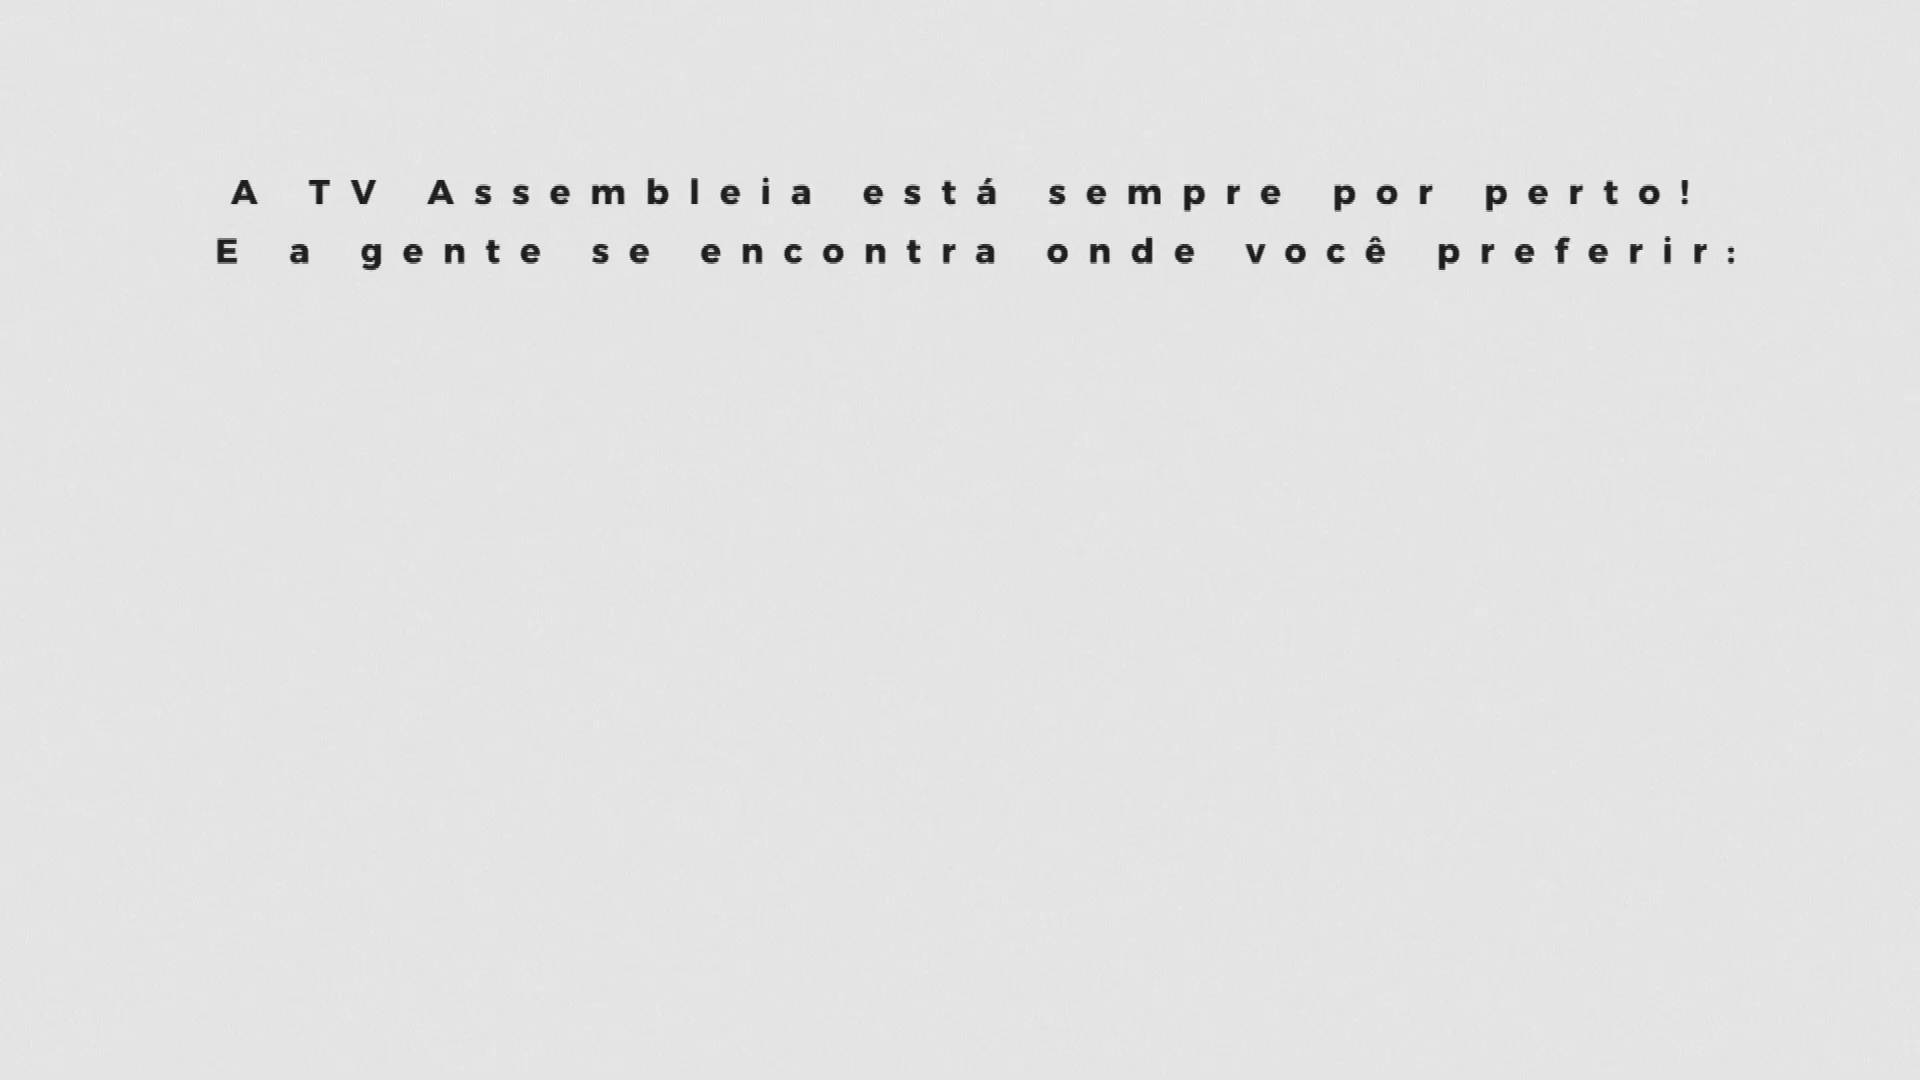 A TV Assembleia está sempre por perto!
E a gente se encontra onde você preferir: